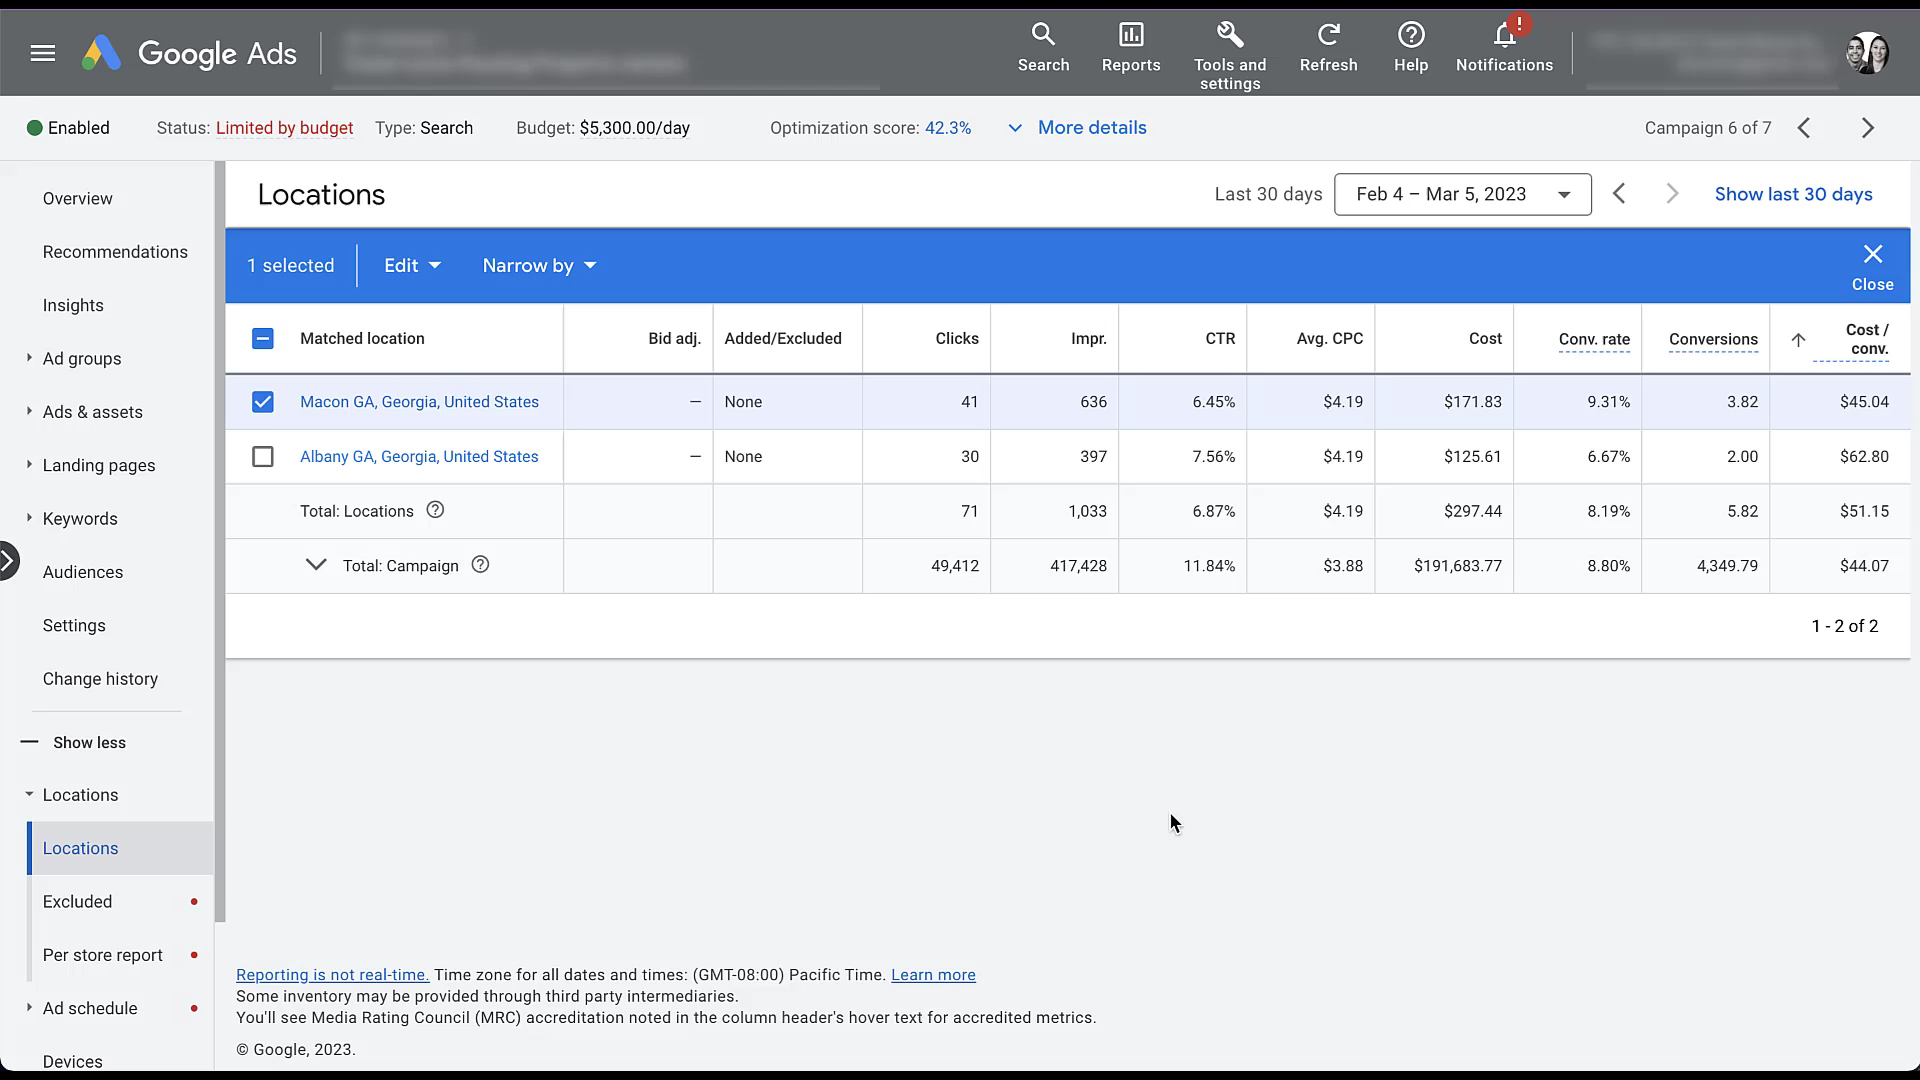 Google Ads
Search
Reports
Tools and
settings
Refresh
Help
!
Notifications
Enabled
Status: Limited by budget
Type: Search
Budget: $5,300.00/day
Optimization score: 42.3%
More details
Campaign 6 of 7
Overview
Recommendations
Insights
Ad groups
Ads & assets
Landing pages
Keywords
Audiences
Settings
Change history
Show less
Locations
Locations
Excluded
Per store report
Ad schedule
Devices
Locations
Last 30 days
Feb 4 – Mar 5, 2023
Show last 30 days
1 selected
Edit
Narrow by
Close
Matched location Bid adj. Added/Excluded Clicks Impr. CTR Avg. CPC Cost Conv. rate Conversions Cost / conv.
Macon GA, Georgia, United States — None 41 636 6.45% $4.19 $171.83 9.31% 3.82 $45.04
Albany GA, Georgia, United States — None 30 397 7.56% $4.19 $125.61 6.67% 2.00 $62.80
Total: Locations ? 71 1,033 6.87% $4.19 $297.44 8.19% 5.82 $51.15
Total: Campaign ? 49,412 417,428 11.84% $3.88 $191,683.77 8.80% 4,349.79 $44.07
1 - 2 of 2
Reporting is not real-time. Time zone for all dates and times: (GMT-08:00) Pacific Time. Learn more
Some inventory may be provided through third party intermediaries.
You'll see Media Rating Council (MRC) accreditation noted in the column header's hover text for accredited metrics.
© Google, 2023.